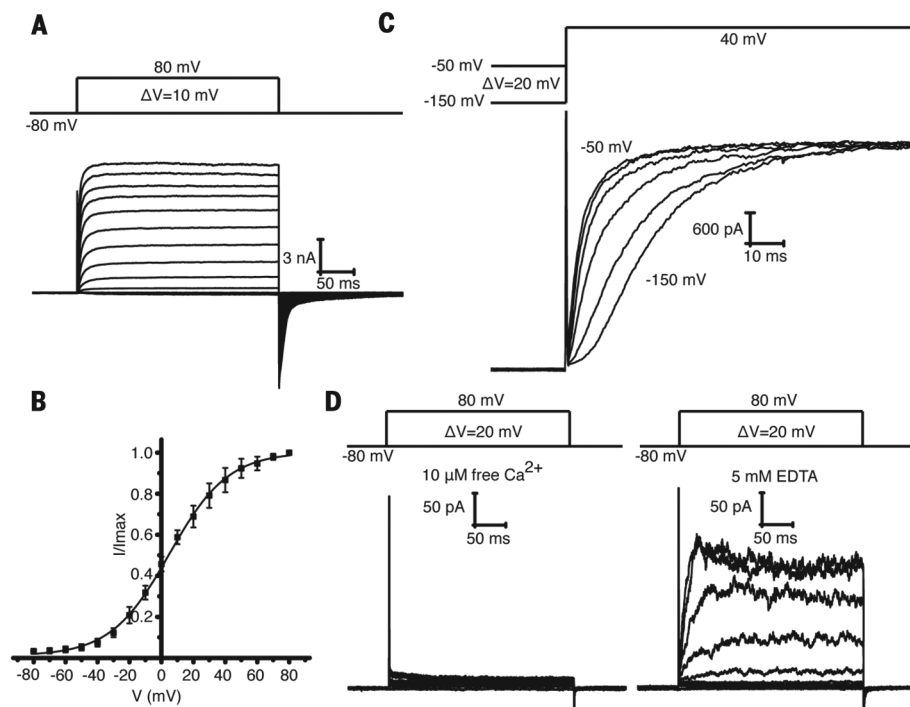 A
80 mV
ΔV=10 mV
-80 mV
3 nA
50 ms
C
40 mV
-50 mV
ΔV=20 mV
-150 mV
-50 mV
600 pA
10 ms
-150 mV
B
I/Imax
1.0
0.8
0.6
0.4
0.2
-80 -60 -40 -20 0 20 40 60 80
V (mV)
D
80 mV
ΔV=20 mV
-80 mV
10 µM free Ca²⁺
50 pA
50 ms
80 mV
ΔV=20 mV
-80 mV
5 mM EDTA
50 pA
50 ms